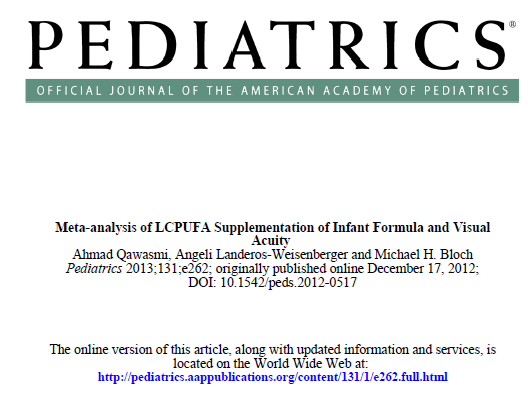 PEDIATRICS®
OFFICIAL JOURNAL OF THE AMERICAN ACADEMY OF PEDIATRICS
Meta-analysis of LCPUFA Supplementation of Infant Formula and Visual
Acuity
Ahmad Qawasmi, Angeli Landeros-Weisenberger and Michael H. Bloch
Pediatrics 2013;131;e262; originally published online December 17, 2012;
DOI: 10.1542/peds.2012-0517
The online version of this article, along with updated information and services, is
located on the World Wide Web at:
http://pediatrics.aappublications.org/content/131/1/e262.full.html